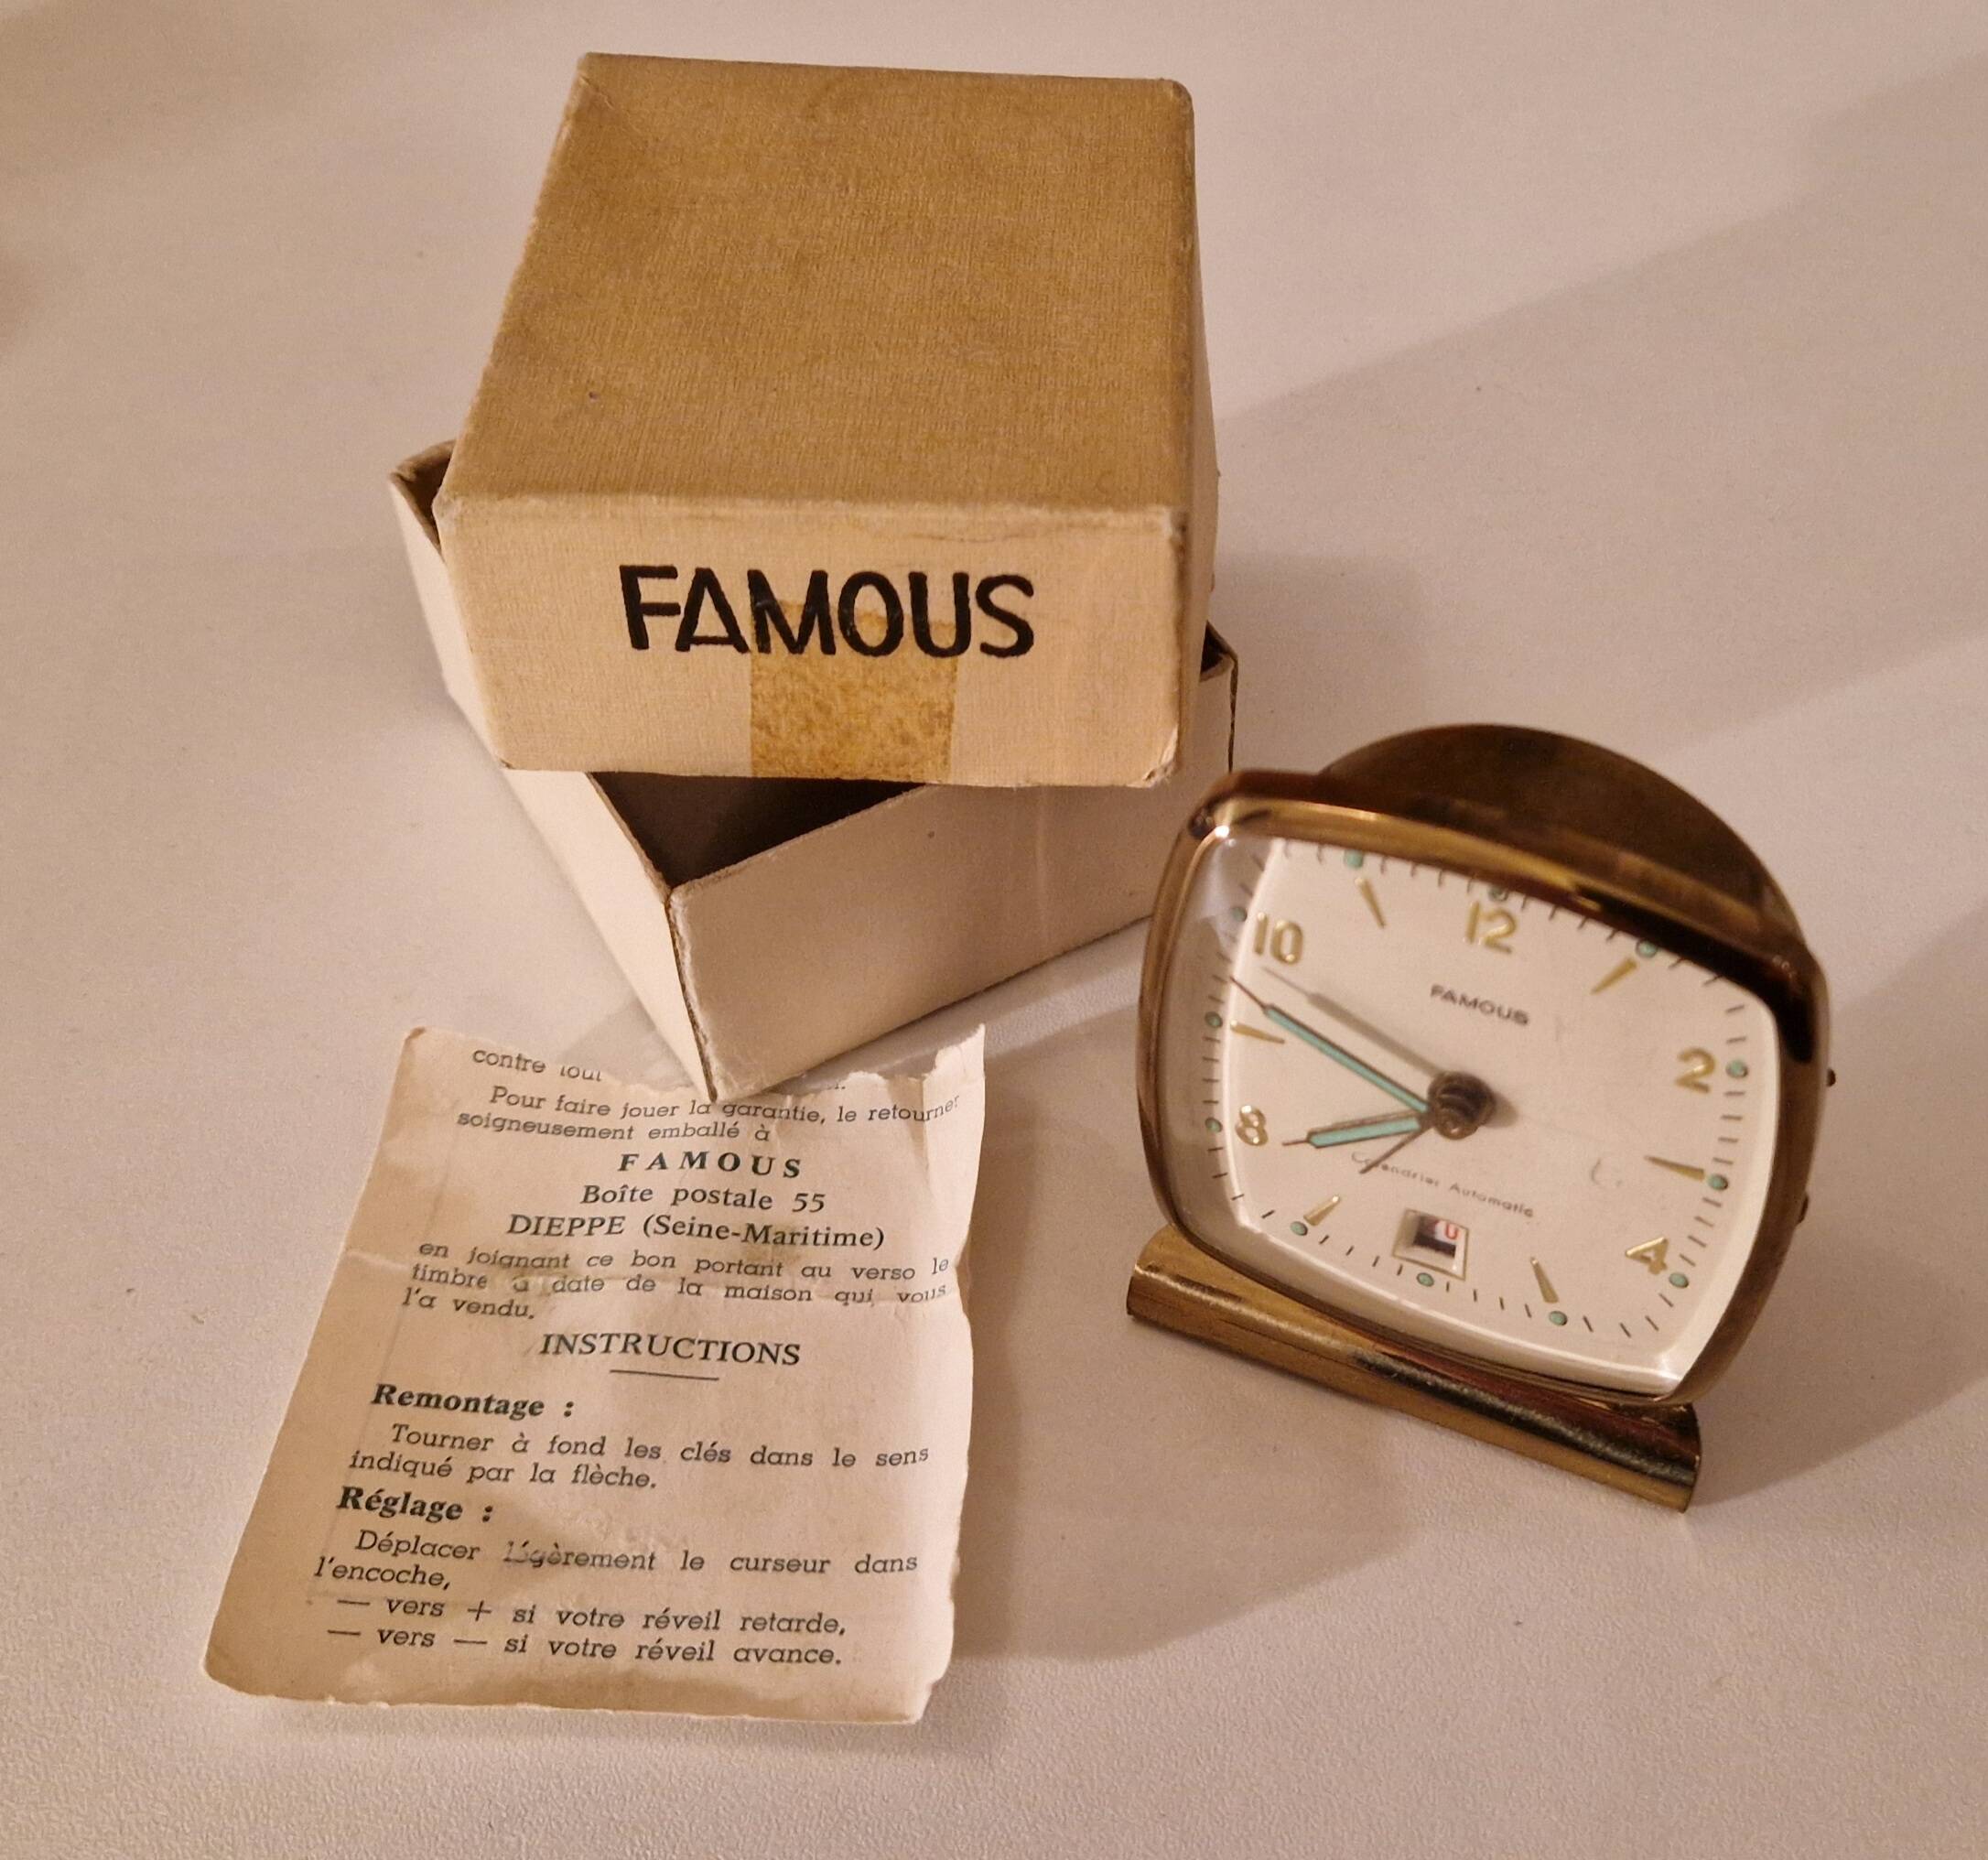 FAMOUS
contre tout
Pour faire jouer la garantie, le retourner
soigneusement emballé à
FAMOUS
Boîte postale 55
DIEPPE (Seine-Maritime)
en joignant ce bon portant au verso le
timbre à date de la maison qui vous
l'a vendu.
INSTRUCTIONS
Remontage :
Tourner à fond les clés dans le sens
indiqué par la flèche.
Réglage :
Déplacer légèrement le curseur dans
l'encoche,
— vers + si votre réveil retarde,
— vers — si votre réveil avance.
12
10
FAMOUS
2
8
Calendrier Automatic
4